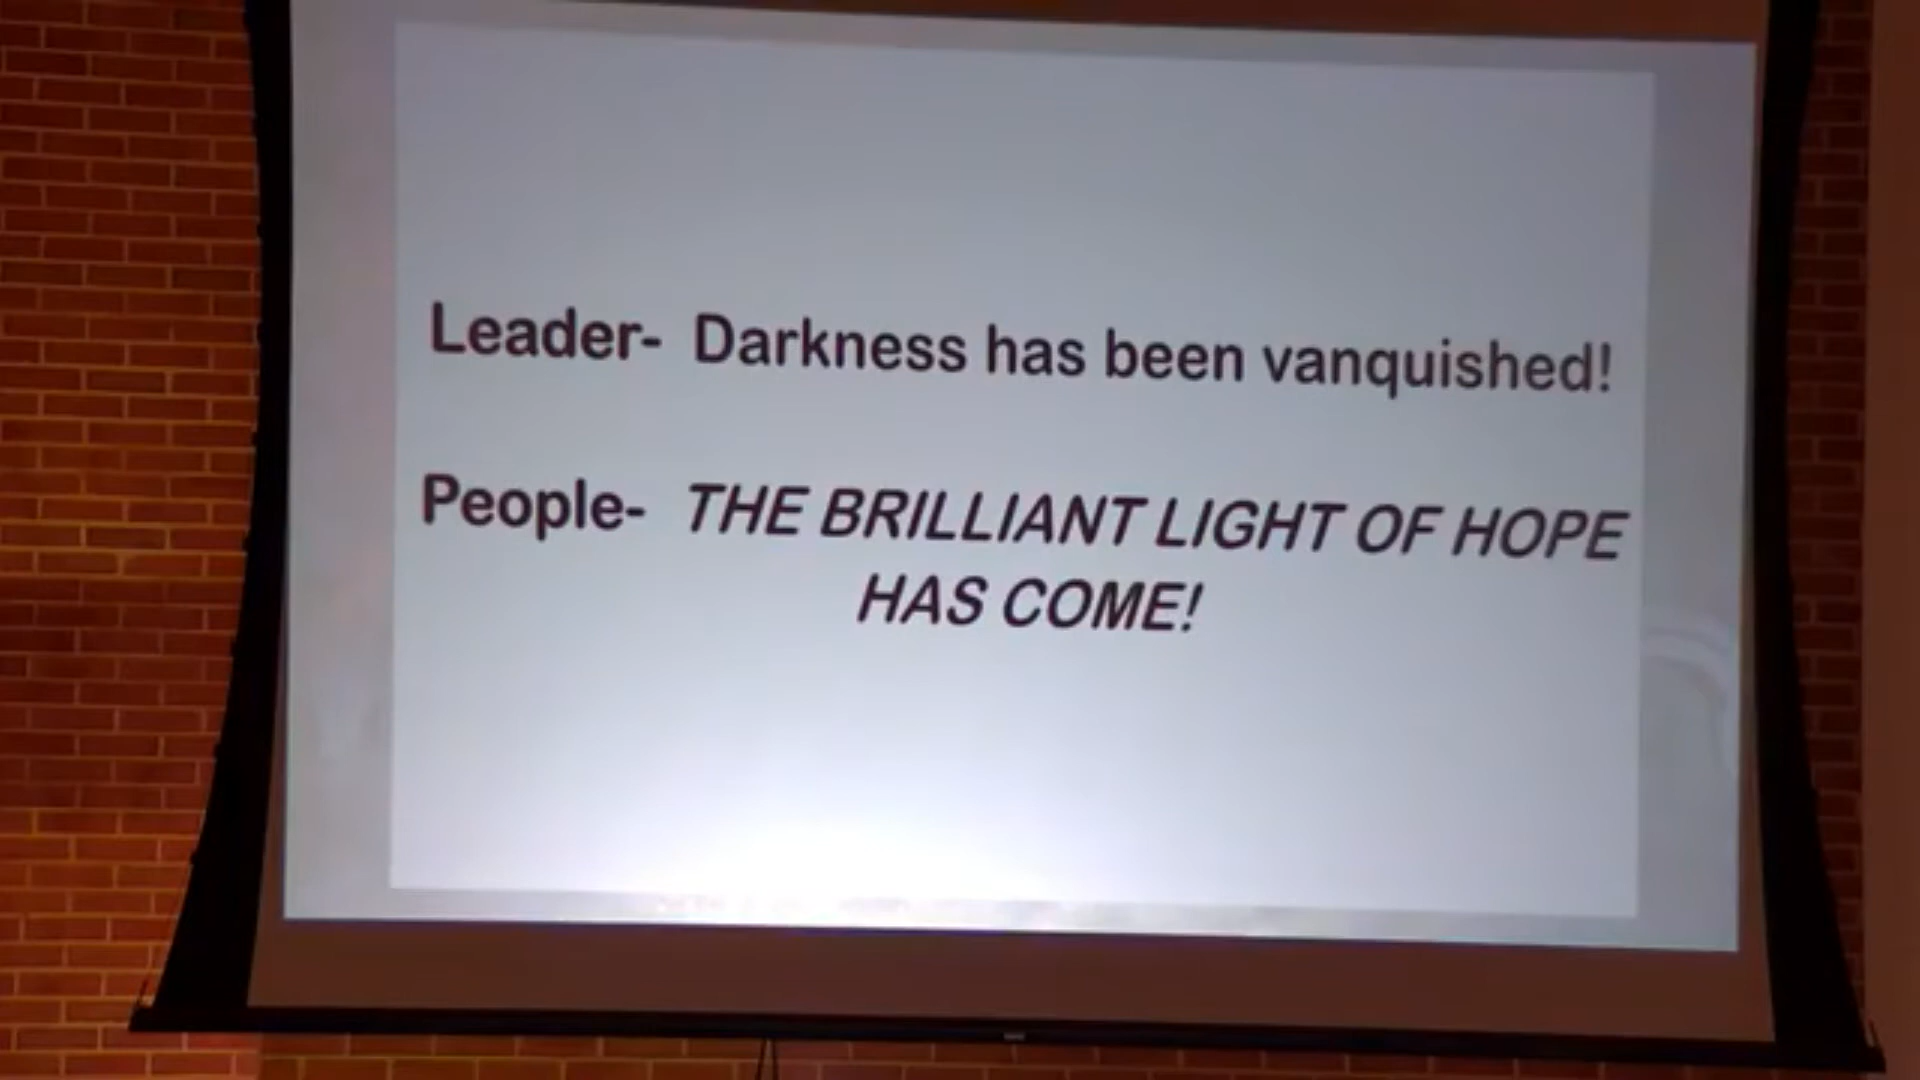 Leader- Darkness has been vanquished!
People- THE BRILLIANT LIGHT OF HOPE
HAS COME!